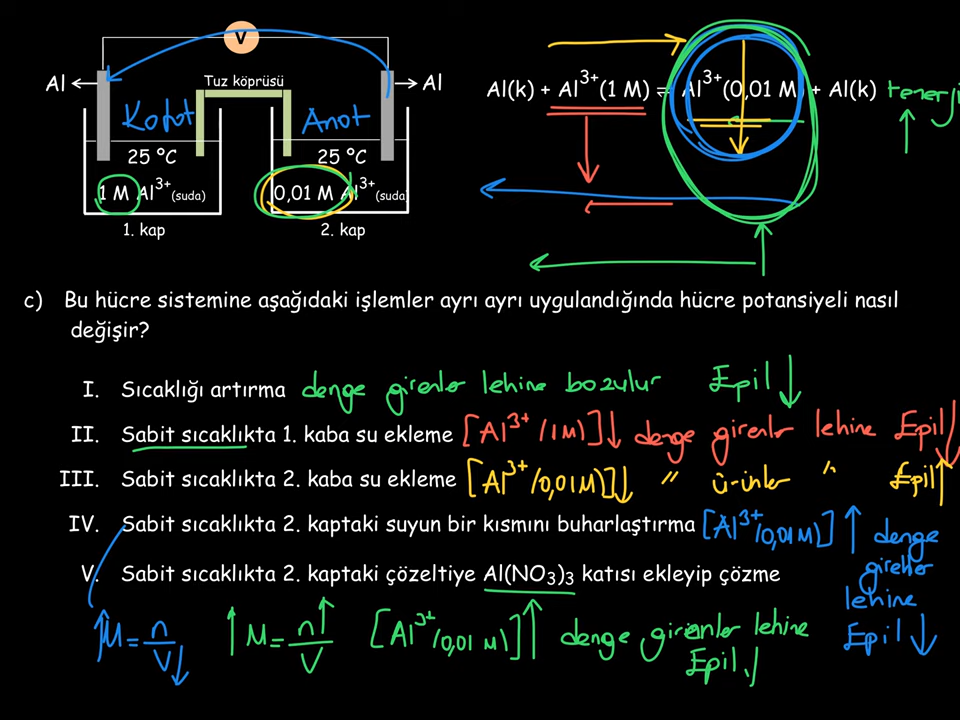 V
Al Tuz köprüsü Al
Katot Anot
25 °C 25 °C
1 M Al³⁺(suda) 0,01 M Al³⁺(suda)
1. kap 2. kap
Al(k) + Al³⁺(1 M) ⇌ Al³⁺(0,01 M) + Al(k) + enerji
c) Bu hücre sistemine aşağıdaki işlemler ayrı ayrı uygulandığında hücre potansiyeli nasıl
değişir?
I. Sıcaklığı artırma denge girenler lehine bozulur Epil ↓
II. Sabit sıcaklıkta 1. kaba su ekleme [Al³⁺/1M)] ↓ denge girenler lehine Epil ↓
III. Sabit sıcaklıkta 2. kaba su ekleme [Al³⁺/0,01M)] ↓ " ürünler " Epil ↑
IV. Sabit sıcaklıkta 2. kaptaki suyun bir kısmını buharlaştırma [Al³⁺/0,01 M)] ↑ denge
girenler
lehine
Epil ↓
V. Sabit sıcaklıkta 2. kaptaki çözeltiye Al(NO₃)₃ katısı ekleyip çözme
↑M = n/V↓ ↑M = n↑/V [Al³⁺/0,01 M)] ↑ denge girenler lehine
Epil ↓